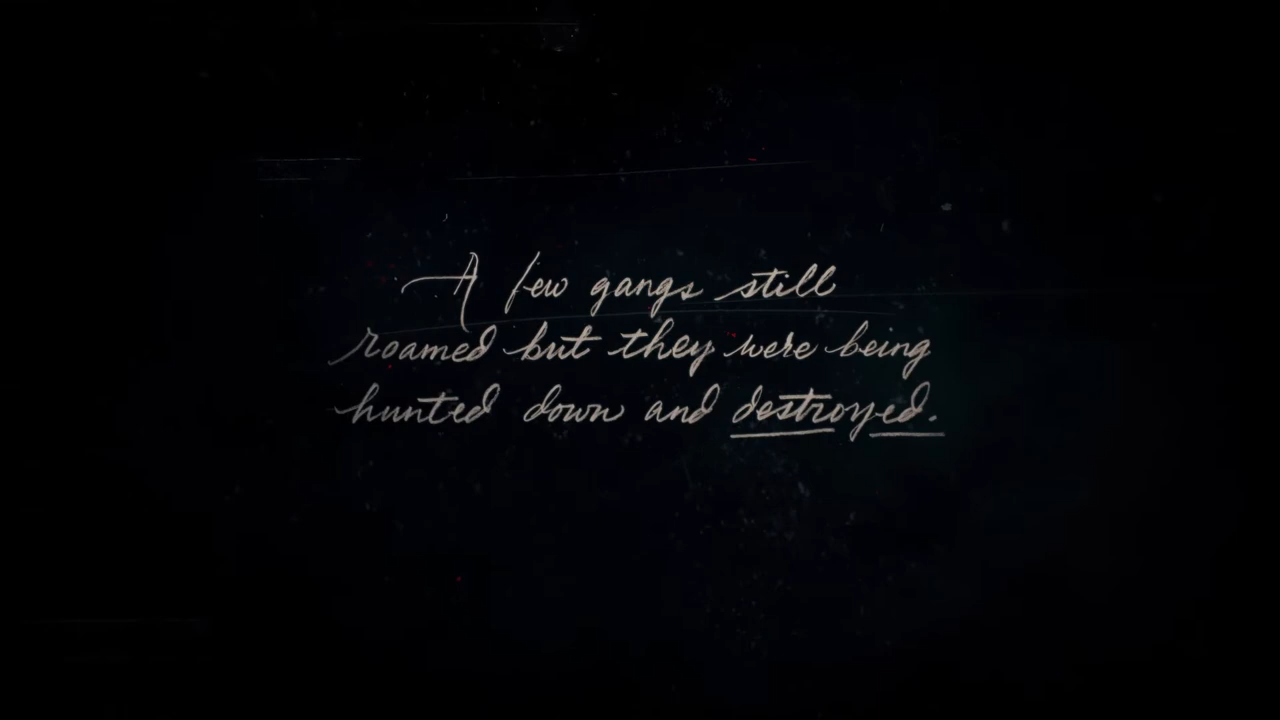 A few gangs still
roamed but they were being
hunted down and destroyed.